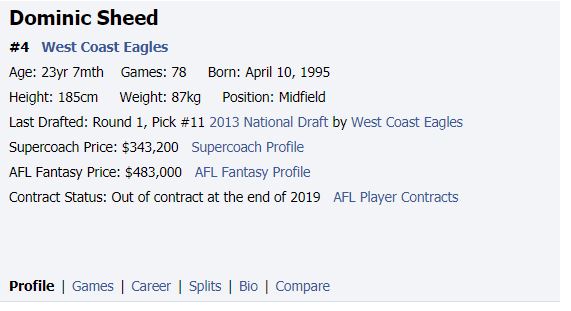 Dominic Sheed
#4 West Coast Eagles
Age: 23yr 7mth Games: 78 Born: April 10, 1995
Height: 185cm Weight: 87kg Position: Midfield
Last Drafted: Round 1, Pick #11 2013 National Draft by West Coast Eagles
Supercoach Price: $343,200 Supercoach Profile
AFL Fantasy Price: $483,000 AFL Fantasy Profile
Contract Status: Out of contract at the end of 2019 AFL Player Contracts
Profile | Games | Career | Splits | Bio | Compare